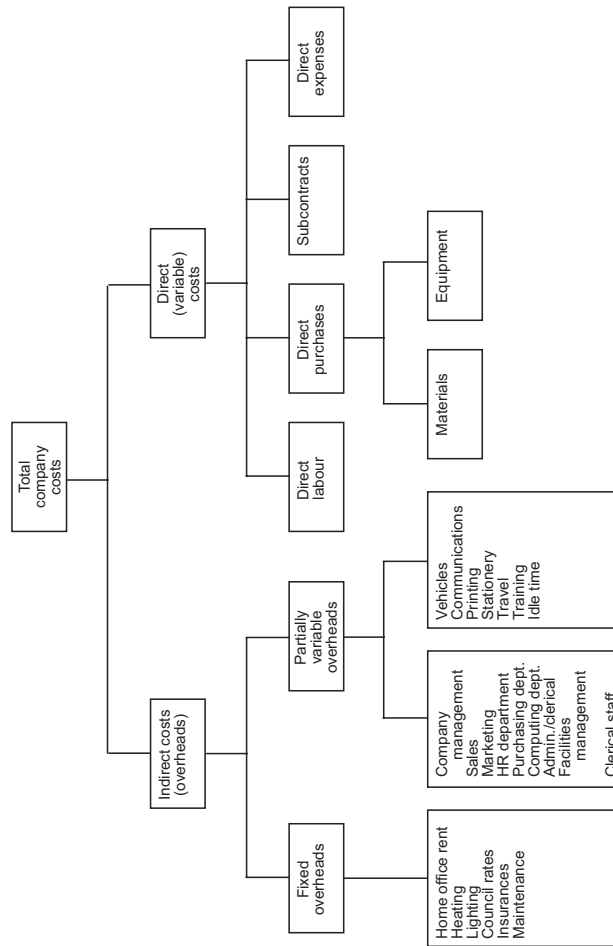 Total
company
costs
Indirect costs
(overheads)
Direct
(variable)
costs
Fixed
overheads
Partially
variable
overheads
Direct
labour
Direct
purchases
Subcontracts
Direct
expenses
Materials
Equipment
Home office rent
Heating
Lighting
Council rates
Insurances
Maintenance
Company
management
Sales
Marketing
HR department
Purchasing dept.
Computing dept.
Admin./clerical
Facilities
management
Clerical staff
Vehicles
Communications
Printing
Stationery
Travel
Training
Idle time